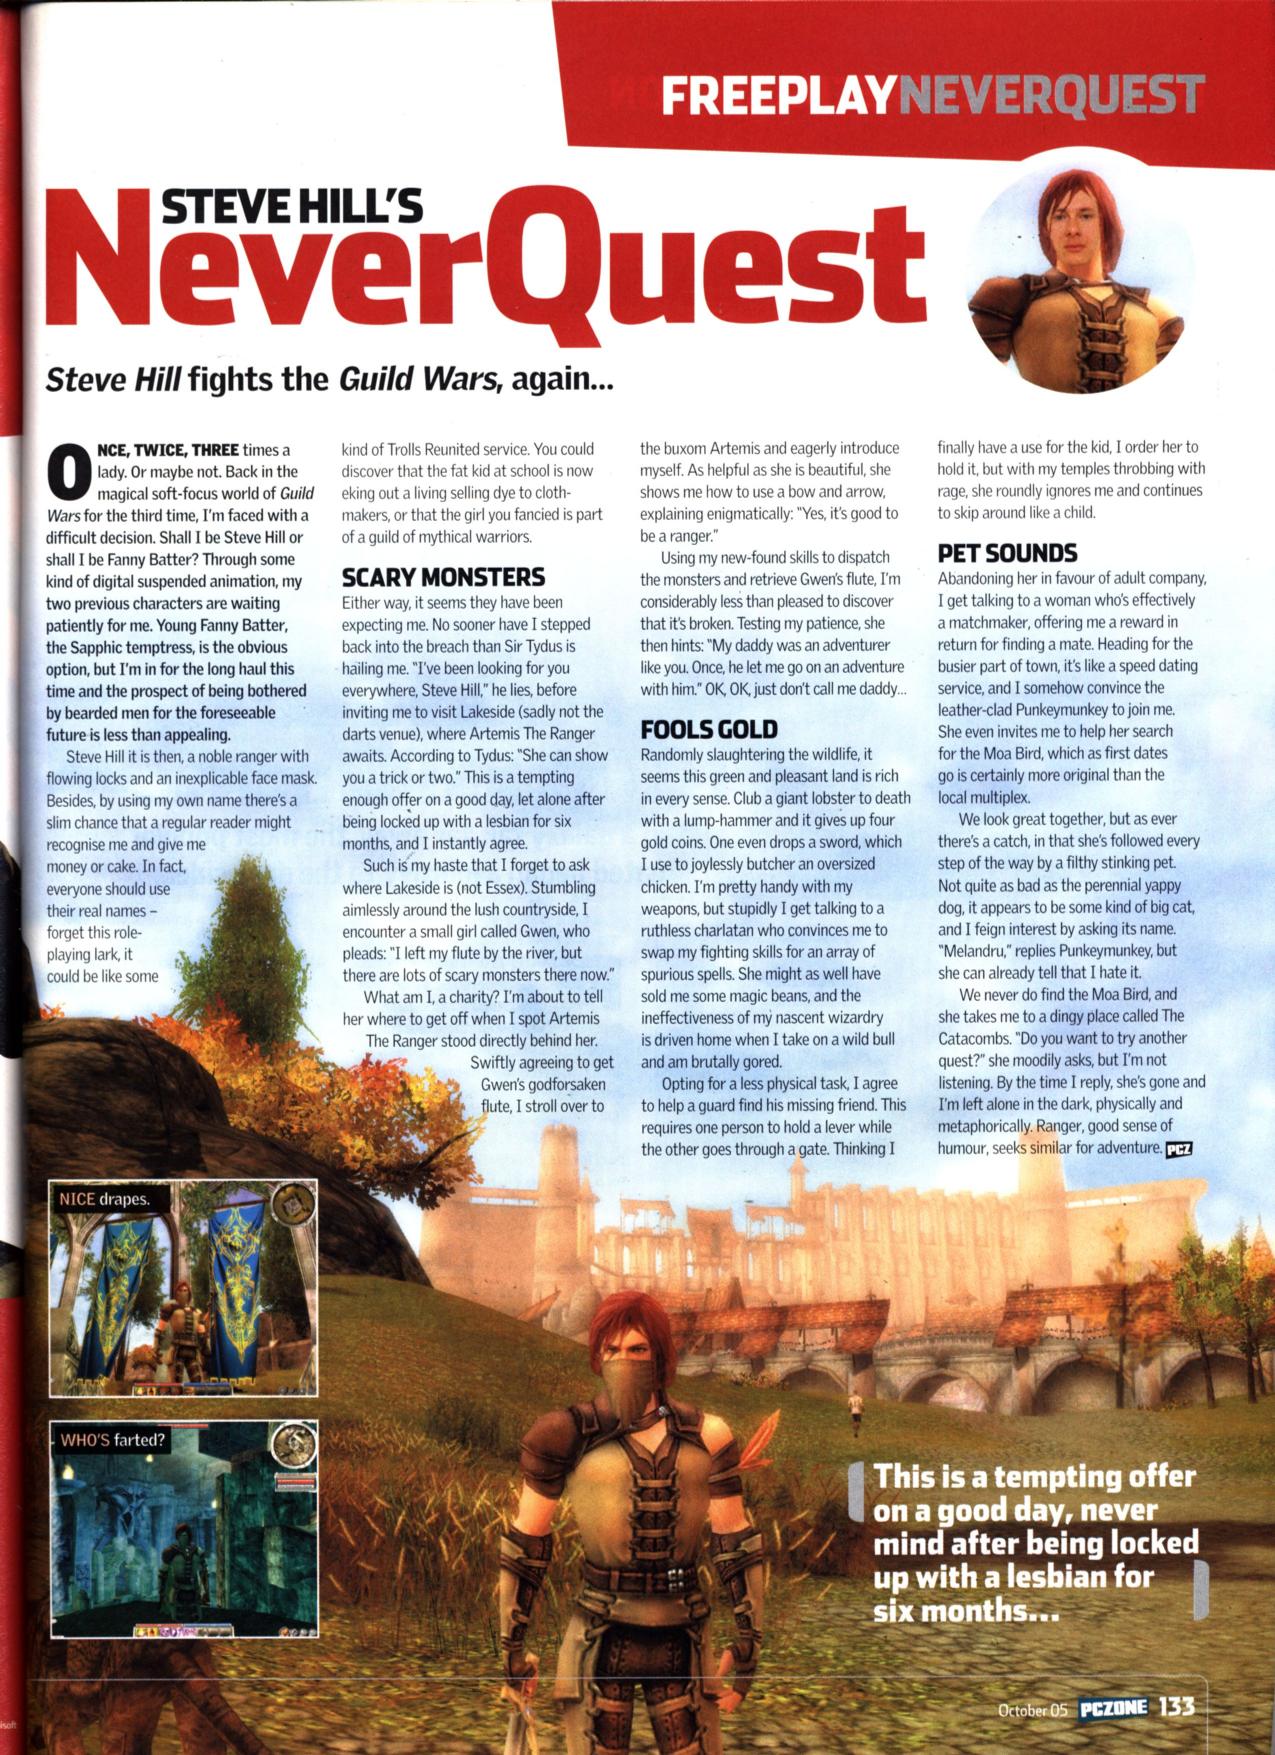 FREEPLAYNEVERQUEST
STEVE HILL'S
NeverQuest
Steve Hill fights the Guild Wars, again...
ONCE, TWICE, THREE times a
lady. Or maybe not. Back in the
magical soft-focus world of Guild
Wars for the third time, I'm faced with a
difficult decision. Shall I be Steve Hill or
shall I be Fanny Batter? Through some
kind of digital suspended animation, my
two previous characters are waiting
patiently for me. Young Fanny Batter,
the Sapphic temptress, is the obvious
option, but I'm in for the long haul this
time and the prospect of being bothered
by bearded men for the foreseeable
future is less than appealing.
Steve Hill it is then, a noble ranger with
flowing locks and an inexplicable face mask.
Besides, by using my own name there's a
slim chance that a regular reader might
recognise me and give me
money or cake. In fact,
everyone should use
their real names –
forget this role-
playing lark, it
could be like some
kind of Trolls Reunited service. You could
discover that the fat kid at school is now
eking out a living selling dye to cloth-
makers, or that the girl you fancied is part
of a guild of mythical warriors.
SCARY MONSTERS
Either way, it seems they have been
expecting me. No sooner have I stepped
back into the breach than Sir Tydus is
hailing me. "I've been looking for you
everywhere, Steve Hill," he lies, before
inviting me to visit Lakeside (sadly not the
darts venue), where Artemis The Ranger
awaits. According to Tydus: "She can show
you a trick or two." This is a tempting
enough offer on a good day, let alone after
being locked up with a lesbian for six
months, and I instantly agree.
Such is my haste that I forget to ask
where Lakeside is (not Essex). Stumbling
aimlessly around the lush countryside, I
encounter a small girl called Gwen, who
pleads: "I left my flute by the river, but
there are lots of scary monsters there now."
What am I, a charity? I'm about to tell
her where to get off when I spot Artemis
The Ranger stood directly behind her.
Swiftly agreeing to get
Gwen's godforsaken
flute, I stroll over to
the buxom Artemis and eagerly introduce
myself. As helpful as she is beautiful, she
shows me how to use a bow and arrow,
explaining enigmatically: "Yes, it's good to
be a ranger."
Using my new-found skills to dispatch
the monsters and retrieve Gwen's flute, I'm
considerably less than pleased to discover
that it's broken. Testing my patience, she
then hints: "My daddy was an adventurer
like you. Once, he let me go on an adventure
with him." OK, OK, just don't call me daddy...
FOOLS GOLD
Randomly slaughtering the wildlife, it
seems this green and pleasant land is rich
in every sense. Club a giant lobster to death
with a lump-hammer and it gives up four
gold coins. One even drops a sword, which
I use to joylessly butcher an oversized
chicken. I'm pretty handy with my
weapons, but stupidly I get talking to a
ruthless charlatan who convinces me to
swap my fighting skills for an array of
spurious spells. She might as well have
sold me some magic beans, and the
ineffectiveness of my nascent wizardry
is driven home when I take on a wild bull
and am brutally gored.
Opting for a less physical task, I agree
to help a guard find his missing friend. This
requires one person to hold a lever while
the other goes through a gate. Thinking I
finally have a use for the kid, I order her to
hold it, but with my temples throbbing with
rage, she roundly ignores me and continues
to skip around like a child.
PET SOUNDS
Abandoning her in favour of adult company,
I get talking to a woman who's effectively
a matchmaker, offering me a reward in
return for finding a mate. Heading for the
busier part of town, it's like a speed dating
service, and I somehow convince the
leather-clad Punkeymunkey to join me.
She even invites me to help her search
for the Moa Bird, which as first dates
go is certainly more original than the
local multiplex.
We look great together, but as ever
there's a catch, in that she's followed every
step of the way by a filthy stinking pet.
Not quite as bad as the perennial yappy
dog, it appears to be some kind of big cat,
and I feign interest by asking its name.
"Melandru," replies Punkeymunkey, but
she can already tell that I hate it.
We never do find the Moa Bird, and
she takes me to a dingy place called The
Catacombs. "Do you want to try another
quest?" she moodily asks, but I'm not
listening. By the time I reply, she's gone and
I'm left alone in the dark, physically and
metaphorically. Ranger, good sense of
humour, seeks similar for adventure. PCZ
NICE drapes.
WHO'S farted?
This is a tempting offer
on a good day, never
mind after being locked
up with a lesbian for
six months...
October 05 PCZONE 133